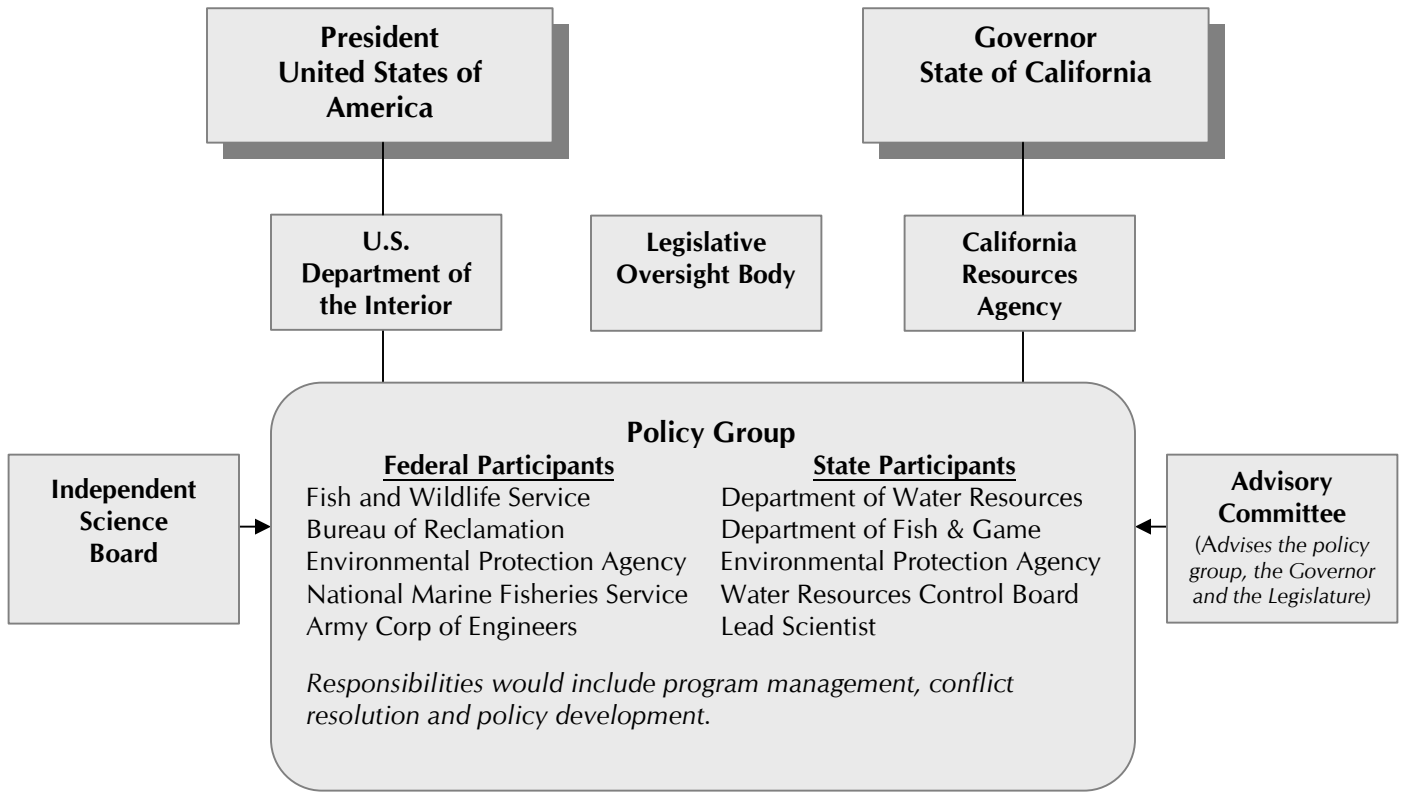 President
United States of
America
Governor
State of California
U.S.
Department of
the Interior
Legislative
Oversight Body
California
Resources
Agency
Policy Group
Federal Participants
Fish and Wildlife Service
Bureau of Reclamation
Environmental Protection Agency
National Marine Fisheries Service
Army Corp of Engineers
State Participants
Department of Water Resources
Department of Fish & Game
Environmental Protection Agency
Water Resources Control Board
Lead Scientist
Responsibilities would include program management, conflict
resolution and policy development.
Independent
Science
Board
Advisory
Committee
(Advises the policy
group, the Governor
and the Legislature)